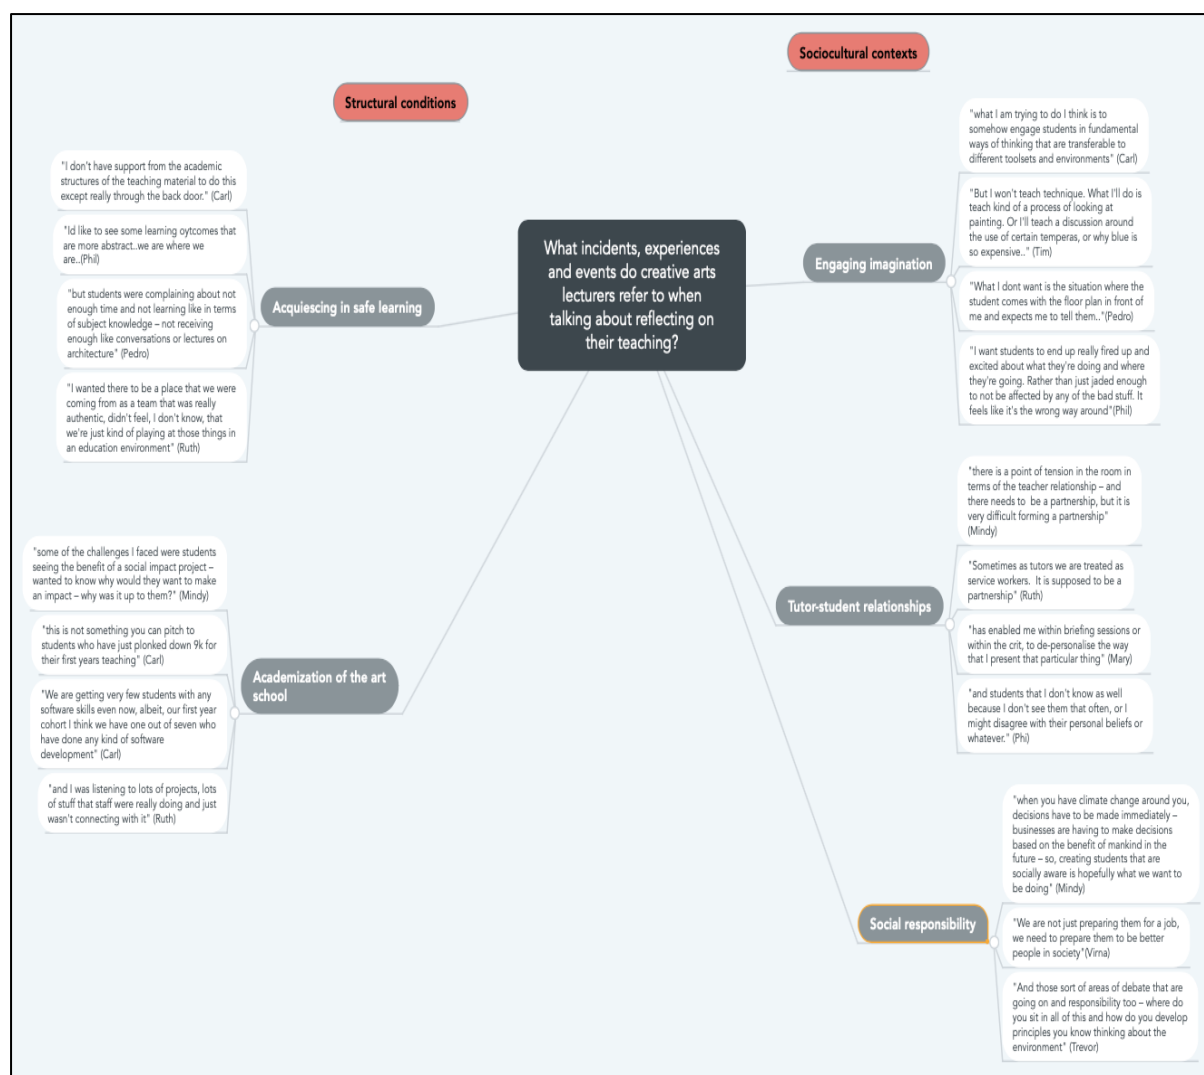 Sociocultural contexts
Structural conditions
What incidents, experiences
and events do creative arts
lecturers refer to when
talking about reflecting on
their teaching?
Acquiescing in safe learning
"I don't have support from the academic
structures of the teaching material to do this
except really through the back door." (Carl)
"Id like to see some learning oytcomes that
are more abstract..we are where we
are..(Phil)
"but students were complaining about not
enough time and not learning like in terms
of subject knowledge – not receiving
enough like conversations or lectures on
architecture" (Pedro)
"I wanted there to be a place that we were
coming from as a team that was really
authentic, didn't feel, I don't know, that
we're just kind of playing at those things in
an education environment" (Ruth)
Academization of the art
school
"some of the challenges I faced were students
seeing the benefit of a social impact project –
wanted to know why would they want to make
an impact – why was it up to them?" (Mindy)
"this is not something you can pitch to
students who have just plonked down 9k for
their first years teaching" (Carl)
"We are getting very few students with any
software skills even now, albeit, our first year
cohort I think we have one out of seven who
have done any kind of software
development" (Carl)
"and I was listening to lots of projects, lots
of stuff that staff were really doing and just
wasn't connecting with it" (Ruth)
Engaging imagination
"what I am trying to do I think is to
somehow engage students in fundamental
ways of thinking that are transferable to
different toolsets and environments" (Carl)
"But I won't teach technique. What I'll do is
teach kind of a process of looking at
painting. Or I'll teach a discussion around
the use of certain temperas, or why blue is
so expensive.." (Tim)
"What I dont want is the situation where the
student comes with the floor plan in front of
me and expects me to tell them.."(Pedro)
"I want students to end up really fired up and
excited about what they're doing and where
they're going. Rather than just jaded enough
to not be affected by any of the bad stuff. It
feels like it's the wrong way around"(Phil)
Tutor-student relationships
"there is a point of tension in the room in
terms of the teacher relationship – and
there needs to  be a partnership, but it is
very difficult forming a partnership"
(Mindy)
"Sometimes as tutors we are treated as
service workers.  It is supposed to be a
partnership" (Ruth)
"has enabled me within briefing sessions or
within the crit, to de-personalise the way
that I present that particular thing" (Mary)
"and students that I don't know as well
because I don't see them that often, or I
might disagree with their personal beliefs or
whatever." (Phi)
Social responsibility
"when you have climate change around you,
decisions have to be made immediately –
businesses are having to make decisions
based on the benefit of mankind in the
future – so, creating students that are
socially aware is hopefully what we want to
be doing" (Mindy)
"We are not just preparing them for a job,
we need to prepare them to be better
people in society"(Virna)
"And those sort of areas of debate that are
going on and responsibility too – where do
you sit in all of this and how do you develop
principles you know thinking about the
environment" (Trevor)